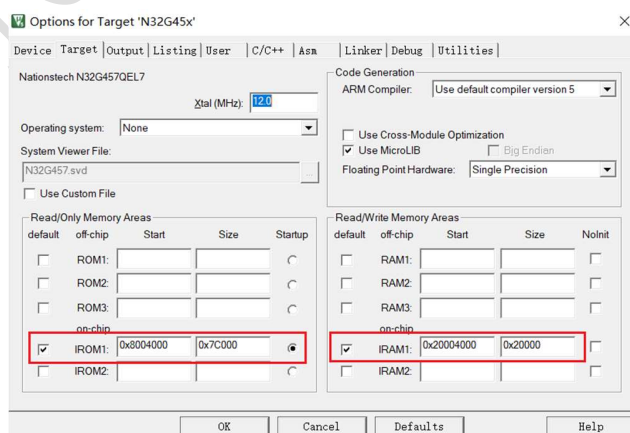 Options for Target 'N32G45x'
Device Target Output Listing User C/C++ Asm Linker Debug Utilities
Nationstech N32G457QEL7
Xtal (MHz): 12.0
Operating system: None
System Viewer File:
N32G457.svd
...
Use Custom File
Code Generation
ARM Compiler: Use default compiler version 5
Use Cross-Module Optimization
Use MicroLIB Big Endian
Floating Point Hardware: Single Precision
Read/Only Memory Areas
default off-chip Start Size Startup
ROM1:
ROM2:
ROM3:
on-chip
IROM1: 0x8004000 0x7C000
IROM2:
Read/Write Memory Areas
default off-chip Start Size NoInit
RAM1:
RAM2:
RAM3:
on-chip
IRAM1: 0x20004000 0x20000
IRAM2:
OK Cancel Defaults Help